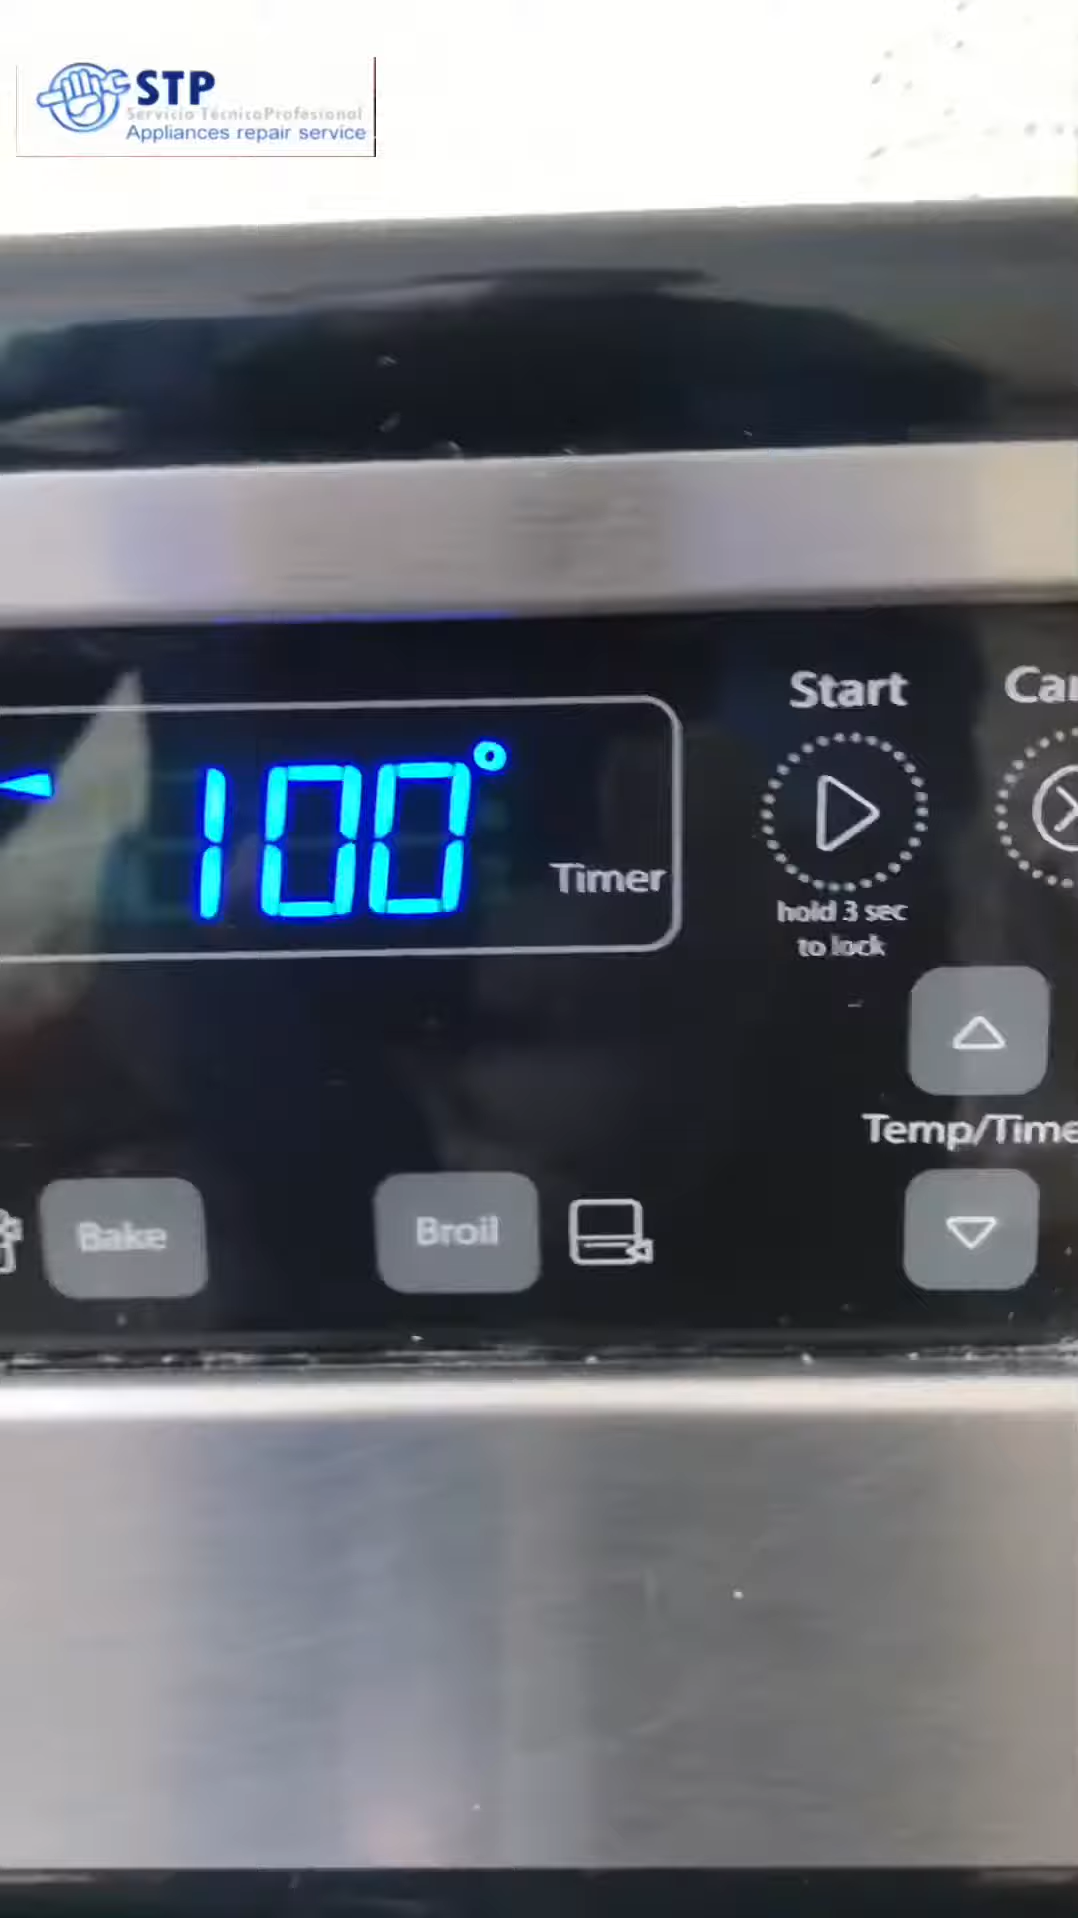 STP
Servicio TécnicoProfesional
Appliances repair service
100°
Timer
Start
hold 3 sec
to lock
Temp/Time
Bake
Broil